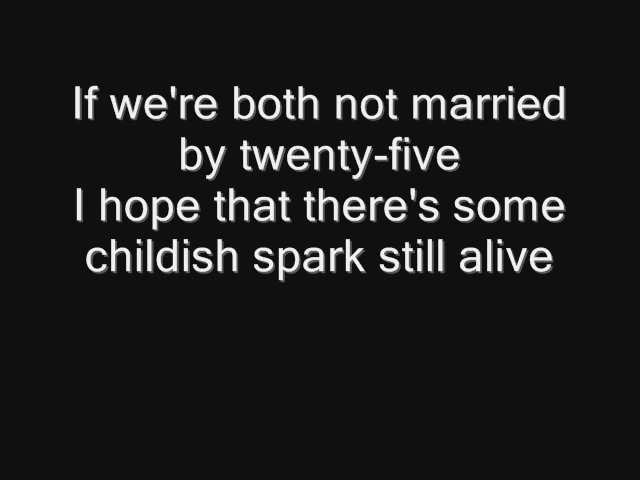 If we're both not married
by twenty-five
I hope that there's some
childish spark still alive